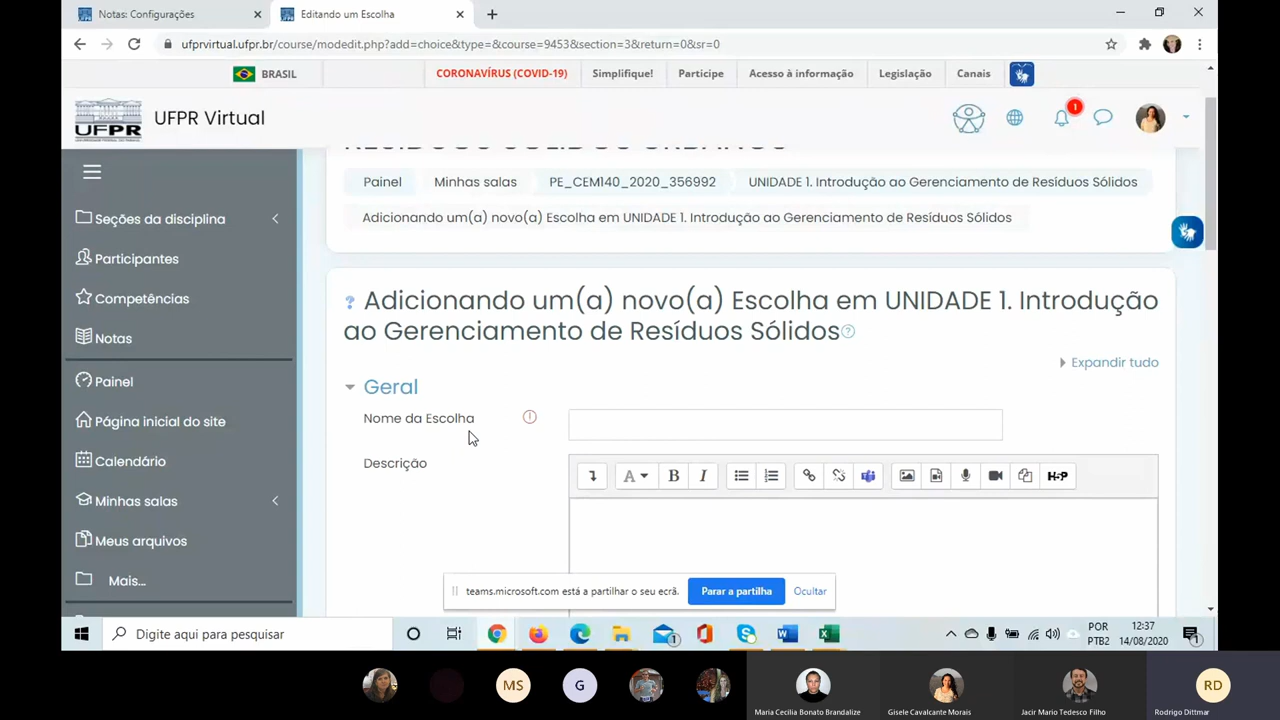 Notas: Configurações
Editando um Escolha
ufprvirtual.ufpr.br/course/modedit.php?add=choice&type=&course=9453&section=3&return=0&sr=0
BRASIL
CORONAVÍRUS (COVID-19)
Simplifique!
Participe
Acesso à informação
Legislação
Canais
UFPR
UFPR Virtual
1
RESÍDUOS SÓLIDOS URBANOS
Painel
Minhas salas
PE_CEM140_2020_356992
UNIDADE 1. Introdução ao Gerenciamento de Resíduos Sólidos
Adicionando um(a) novo(a) Escolha em UNIDADE 1. Introdução ao Gerenciamento de Resíduos Sólidos
Seções da disciplina
Participantes
Competências
Notas
Painel
Página inicial do site
Calendário
Minhas salas
Meus arquivos
Mais...
Adicionando um(a) novo(a) Escolha em UNIDADE 1. Introdução
ao Gerenciamento de Resíduos Sólidos
Expandir tudo
Geral
Nome da Escolha
Descrição
A
B
I
H-P
teams.microsoft.com está a partilhar o seu ecrã.
Parar a partilha
Ocultar
Digite aqui para pesquisar
POR
PTB2
12:37
14/08/2020
MS
G
RD
Maria Cecilia Bonato Brandalize
Gisele Cavalcante Morais
Jacir Mario Tedesco Filho
Rodrigo Dittmar